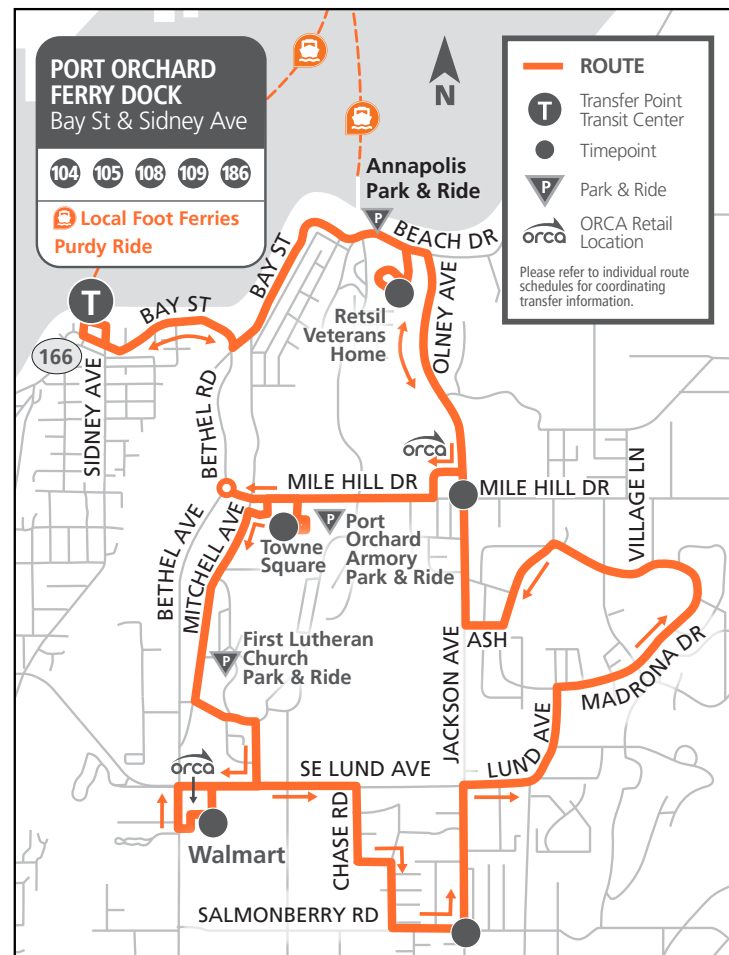 PORT ORCHARD
FERRY DOCK
Bay St & Sidney Ave
104 105 108 109 186
Local Foot Ferries
Purdy Ride
N
ROUTE
T
Transfer Point
Transit Center
Timepoint
P
Park & Ride
orca
ORCA Retail
Location
Please refer to individual route
schedules for coordinating
transfer information.
Annapolis
Park & Ride
P
BEACH DR
BAY ST
T
BAY ST
166
SIDNEY AVE
BETHEL RD
Retsil
Veterans
Home
OLNEY AVE
orca
MILE HILL DR
MILE HILL DR
VILLAGE LN
BETHEL AVE
MITCHELL AVE
Towne
Square
P
Port
Orchard
Armory
Park & Ride
ASH
P
First Lutheran
Church
Park & Ride
JACKSON AVE
MADRONA DR
orca
SE LUND AVE
LUND AVE
Walmart
CHASE RD
SALMONBERRY RD